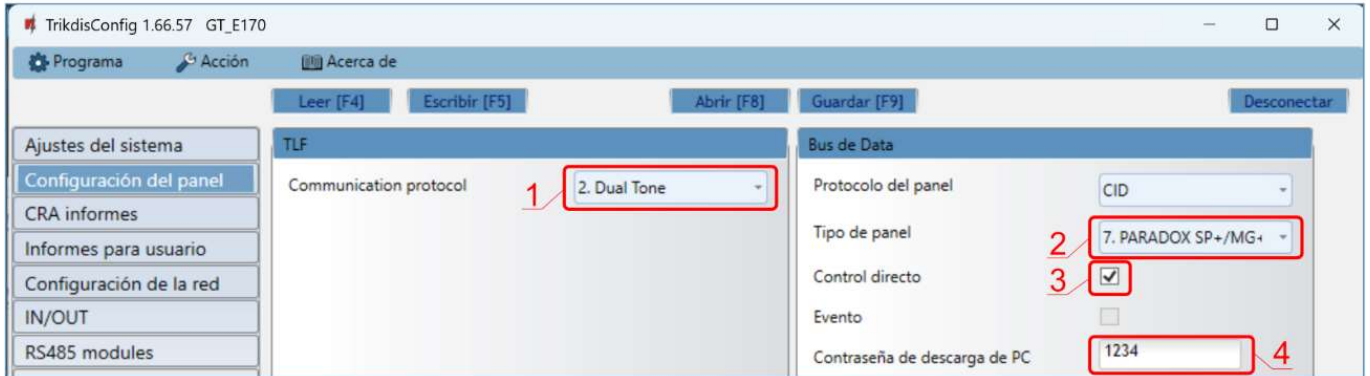 TrikdisConfig 1.66.57 GT_E170
Programa Acción Acerca de
Leer [F4] Escribir [F5] Abrir [F8] Guardar [F9] Desconectar
Ajustes del sistema
Configuración del panel
CRA informes
Informes para usuario
Configuración de la red
IN/OUT
RS485 modules
TLF
Communication protocol 1 2. Dual Tone
Bus de Data
Protocolo del panel CID
Tipo de panel 2 7. PARADOX SP+/MG+
Control directo 3
Evento
Contraseña de descarga de PC 1234 4